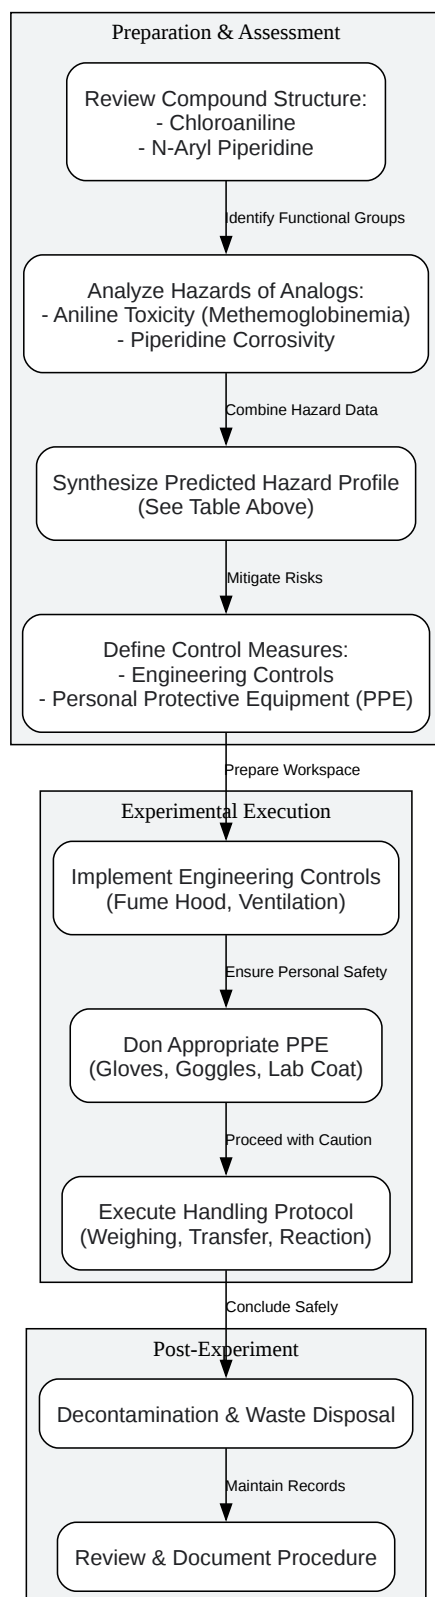 Preparation & Assessment
Review Compound Structure:
- Chloroaniline
- N-Aryl Piperidine
Identify Functional Groups
Analyze Hazards of Analogs:
- Aniline Toxicity (Methemoglobinemia)
- Piperidine Corrosivity
Combine Hazard Data
Synthesize Predicted Hazard Profile
(See Table Above)
Mitigate Risks
Define Control Measures:
- Engineering Controls
- Personal Protective Equipment (PPE)
Prepare Workspace
Experimental Execution
Implement Engineering Controls
(Fume Hood, Ventilation)
Ensure Personal Safety
Don Appropriate PPE
(Gloves, Goggles, Lab Coat)
Proceed with Caution
Execute Handling Protocol
(Weighing, Transfer, Reaction)
Conclude Safely
Post-Experiment
Decontamination & Waste Disposal
Maintain Records
Review & Document Procedure